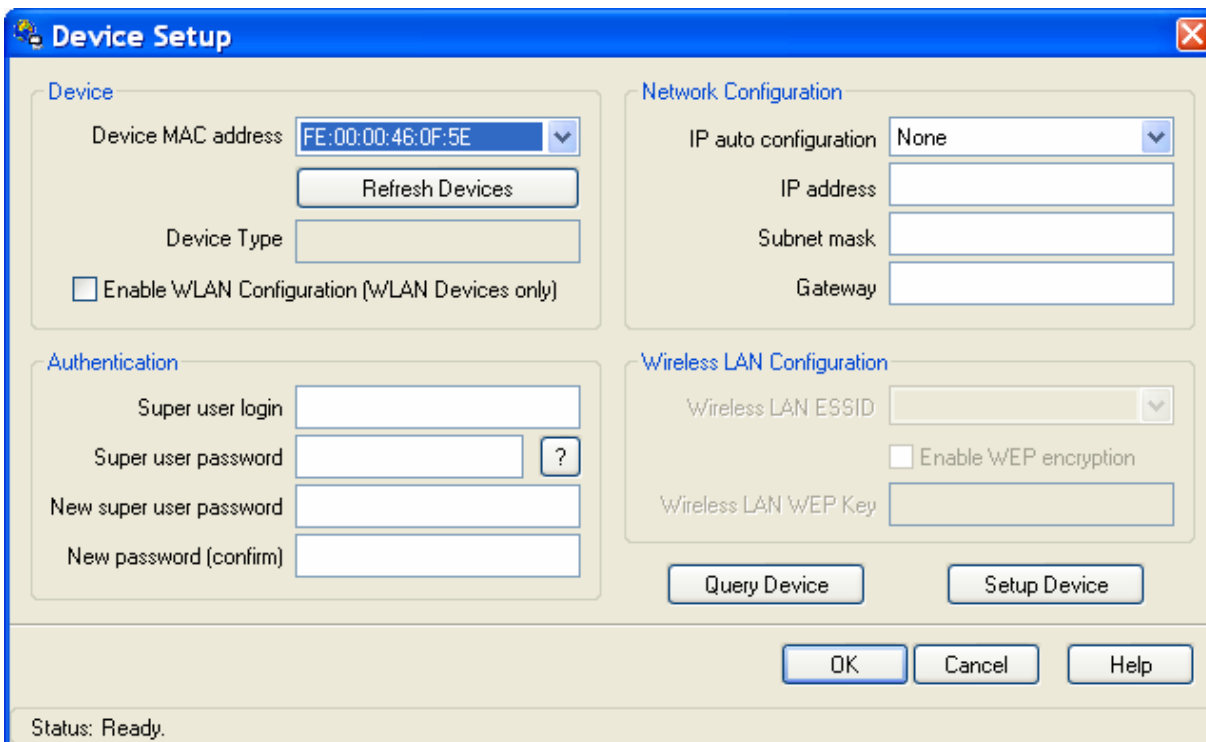 Device Setup
Device
Device MAC address FE:00:00:46:0F:5E
Refresh Devices
Device Type
Enable WLAN Configuration (WLAN Devices only)
Network Configuration
IP auto configuration None
IP address
Subnet mask
Gateway
Authentication
Super user login
Super user password ?
New super user password
New password (confirm)
Wireless LAN Configuration
Wireless LAN ESSID
Enable WEP encryption
Wireless LAN WEP Key
Query Device Setup Device
OK Cancel Help
Status: Ready.